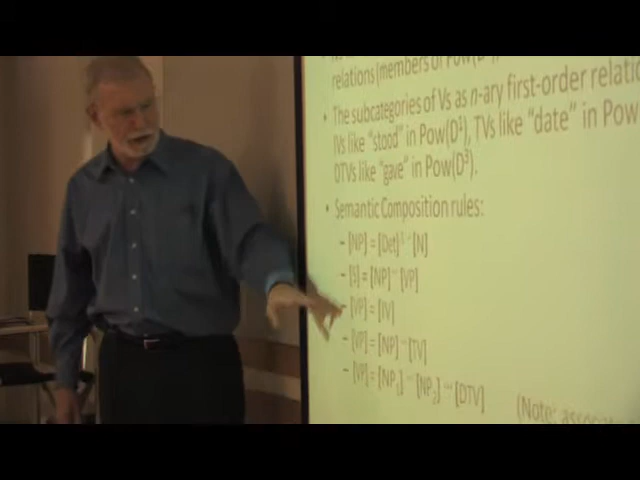 relations (members of Pow(D
• The subcategories of Vs as n-ary first-order relatio
IVs like "stood" in Pow(D¹), TVs like "date" in Pow
DTVs like "gave" in Pow(D³).
• Semantic Composition rules:
– [NP] = [Det] [N]
– [S] = [NP] [VP]
– [VP] = [IV]
– [VP] = [NP] [TV]
– [VP] = [NP₁] [NP₂] [DTV]
(Note: associa